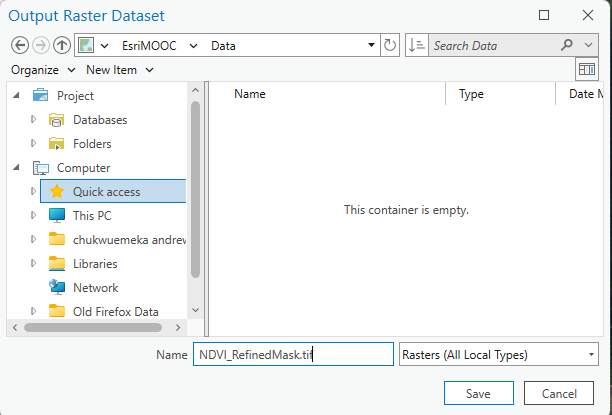 Output Raster Dataset
EsriMOOC Data
Search Data
Organize New Item
Project
Databases
Folders
Computer
Quick access
This PC
chukwuemeka andrew
Libraries
Network
Old Firefox Data
Name Type Date M
This container is empty.
Name NDVI_RefinedMask.tif
Rasters (All Local Types)
Save Cancel